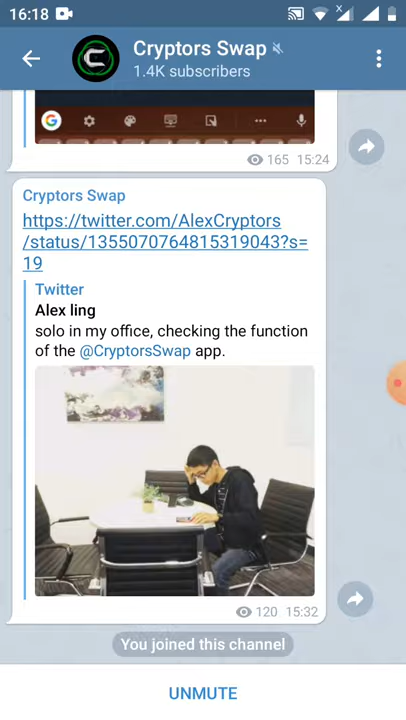 16:18
Cryptors Swap
1.4K subscribers
G
165 15:24
Cryptors Swap
https://twitter.com/AlexCryptors
/status/1355070764815319043?s=
19
Twitter
Alex ling
solo in my office, checking the function
of the @CryptorsSwap app.
120 15:32
You joined this channel
UNMUTE